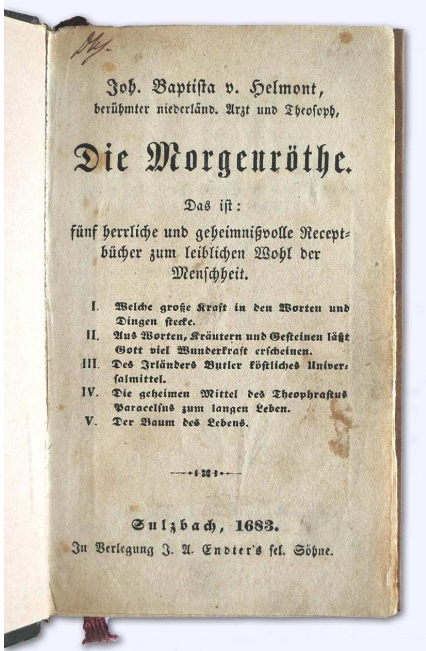 Joh. Baptista v. Helmont,
berühmter niederländ. Arzt und Theosoph,
Die Morgenröthe.
Das ist:
fünf herrliche und geheimnißvolle Recept-
bücher zum leiblichen Wohl der
Menschheit.
I. Welche große Kraft in den Worten und
Dingen stecke.
II. Aus Worten, Kräutern und Gesteinen läßt
Gott viel Wunderkraft erscheinen.
III. Des Irländers Butler köstliches Univer-
salmittel.
IV. Die geheimen Mittel des Theophrastus
Paracelsus zum langen Leben.
V. Der Baum des Lebens.
Sulzbach, 1683.
In Verlegung J. A. Endter's sel. Söhne.